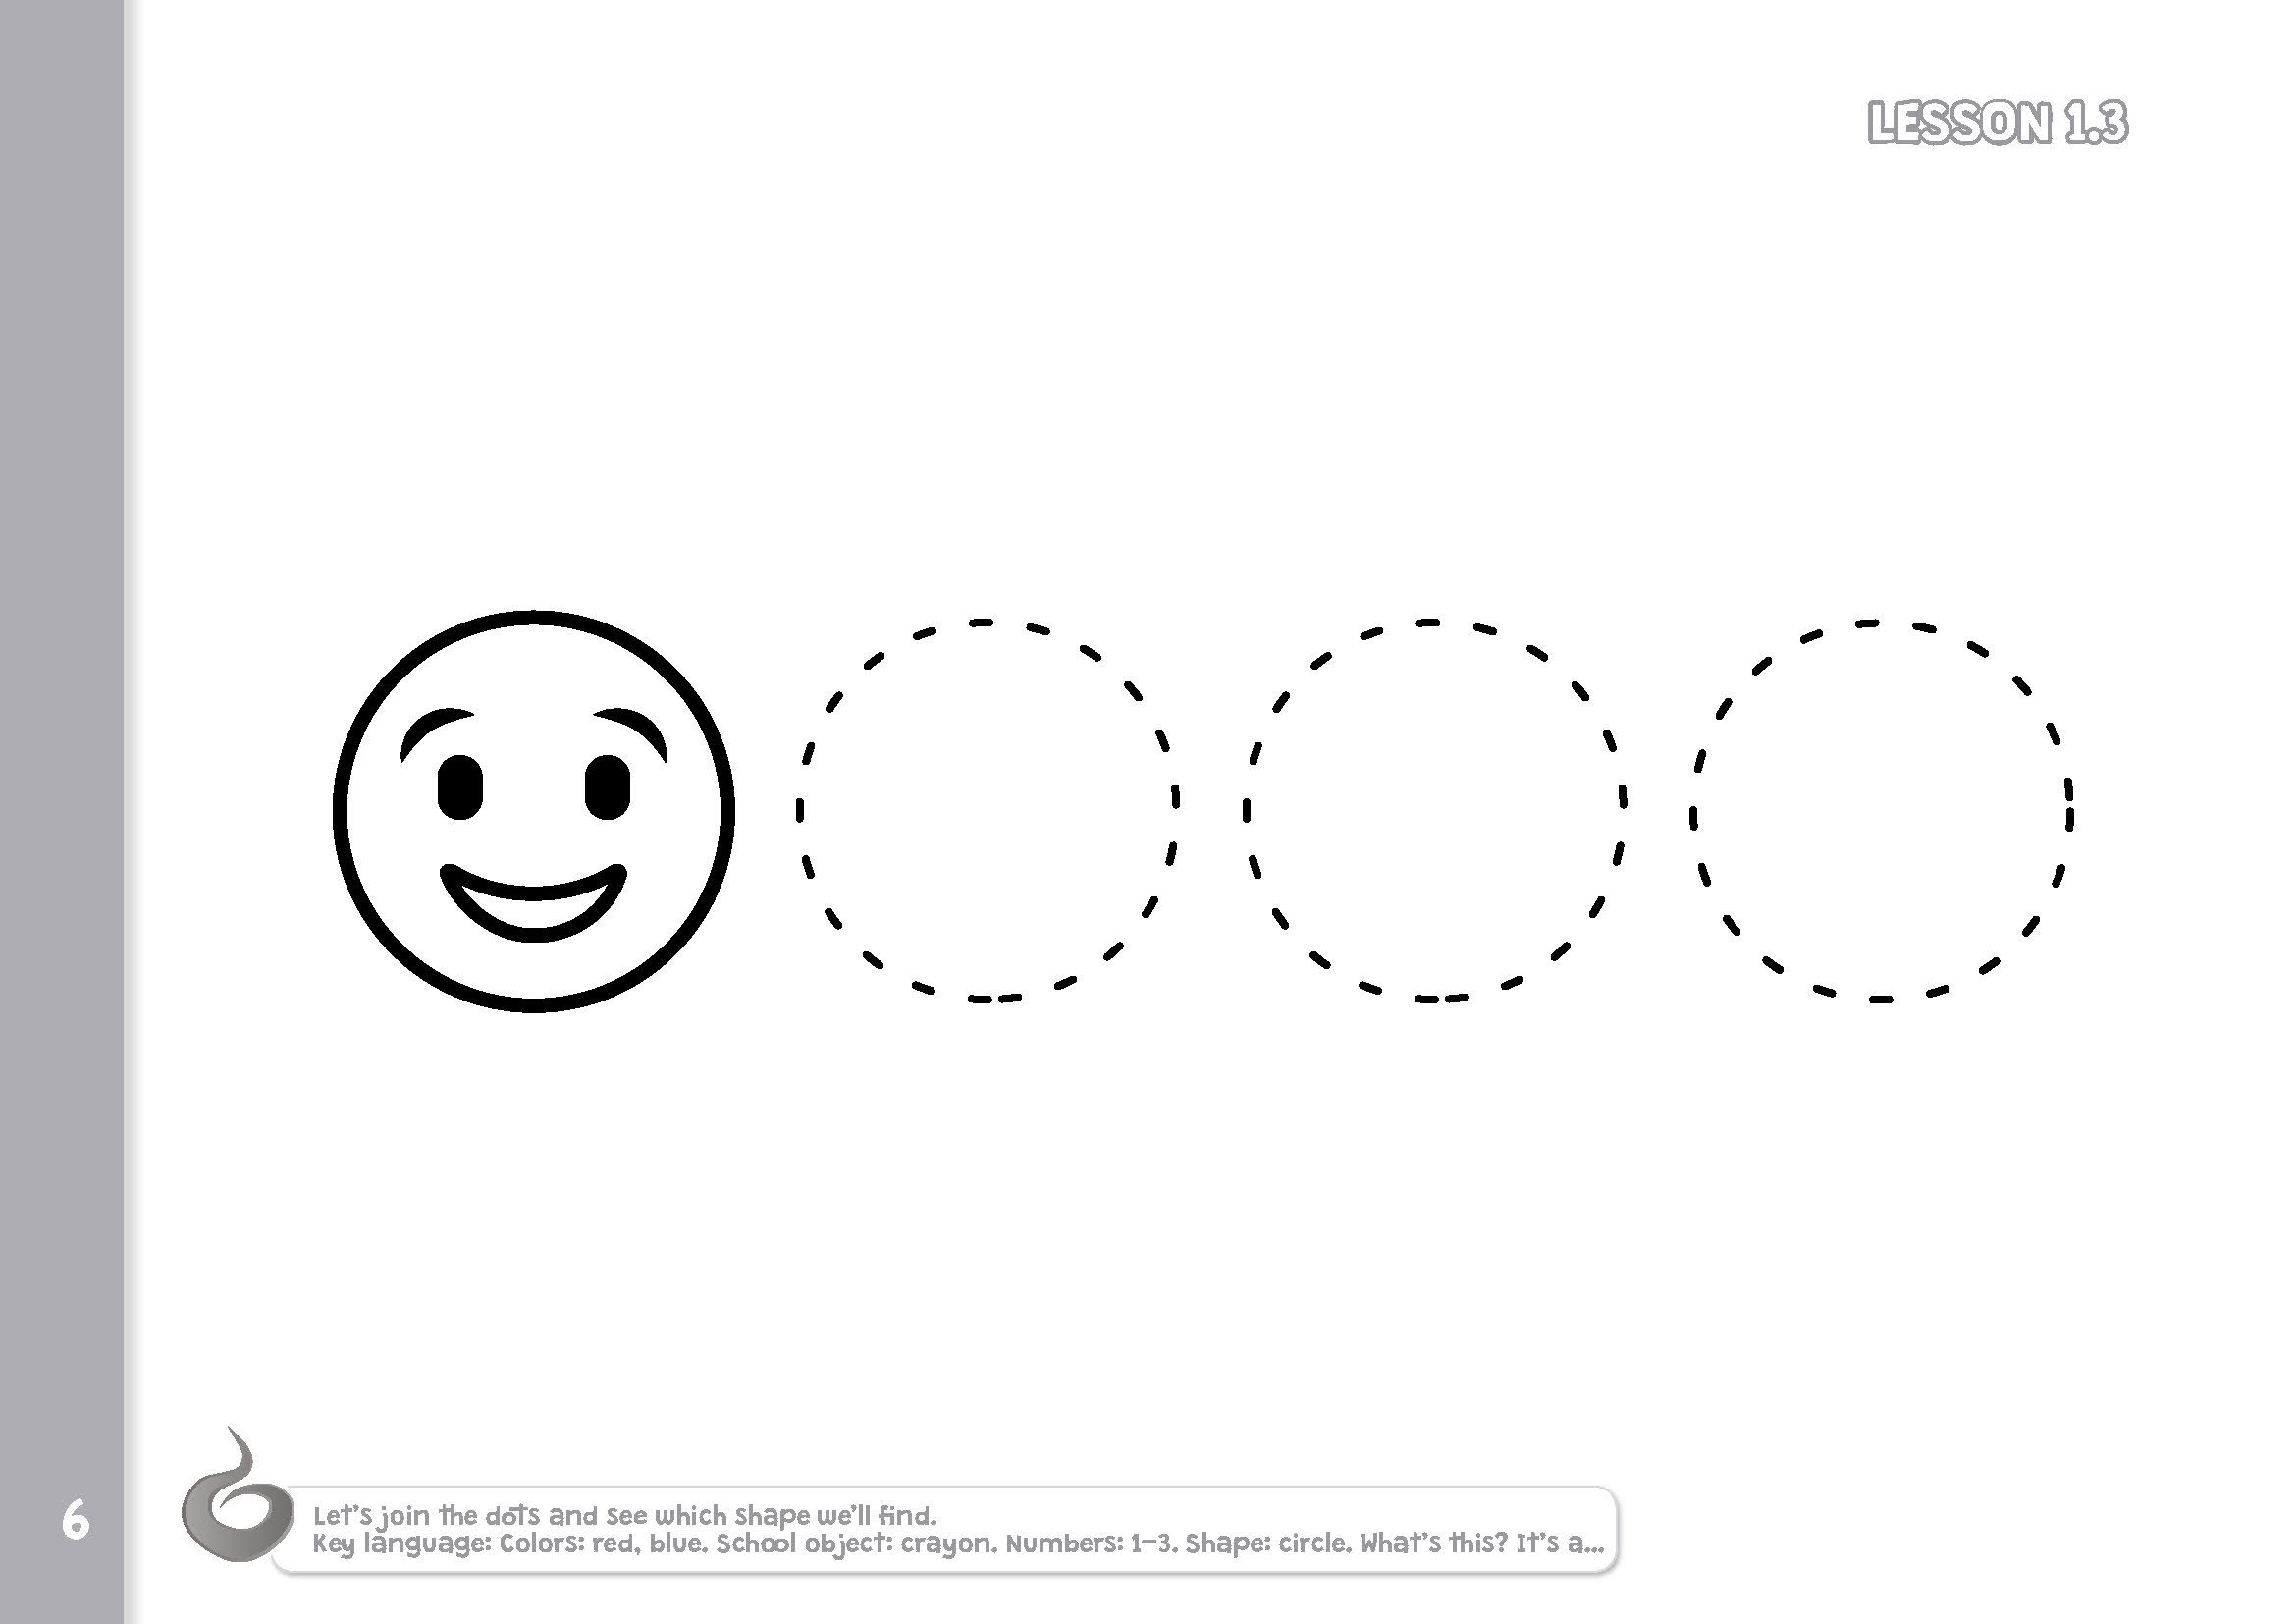 LESSON 1.3
Let's join the dots and see which shape we'll find.
Key language: Colors: red, blue. School object: crayon. Numbers: 1–3. Shape: circle. What's this? It's a...
6